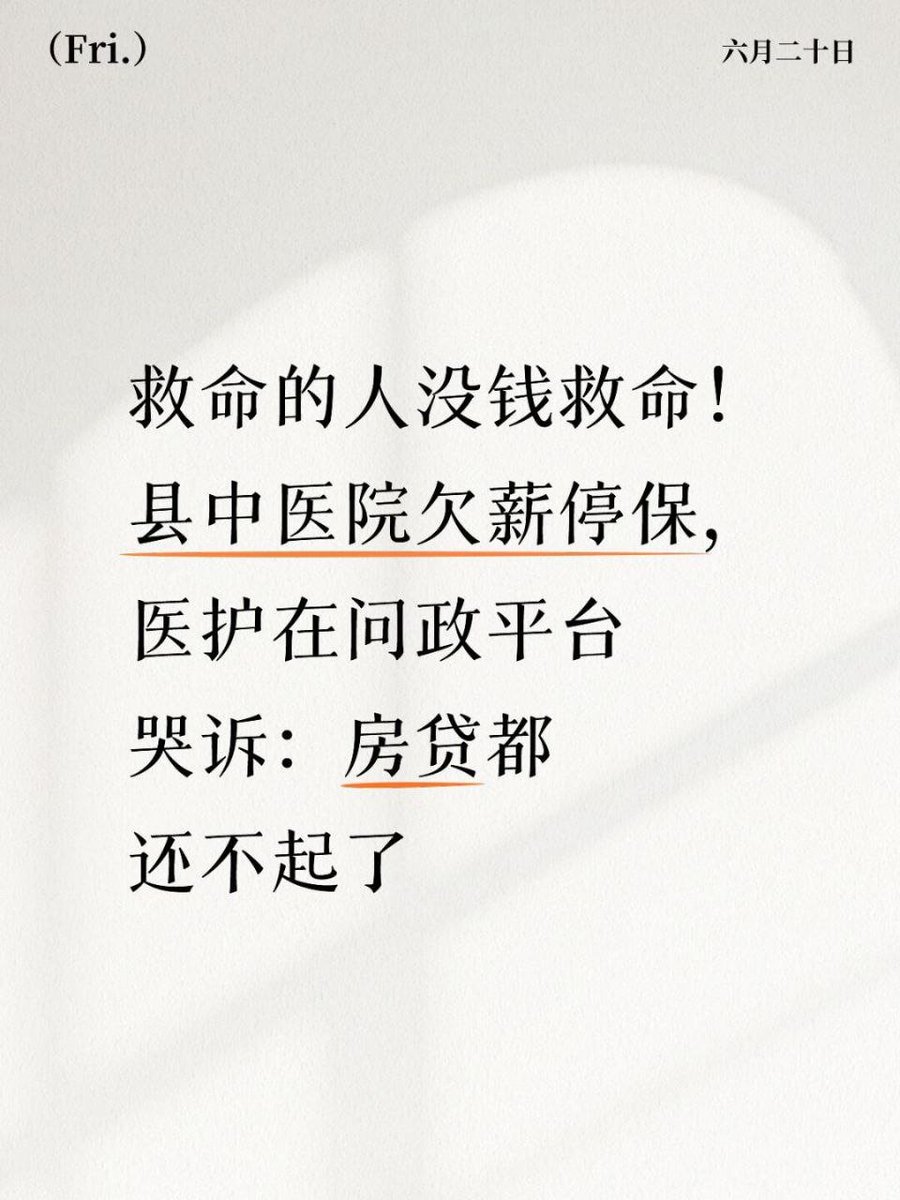 (Fri.)
六月二十日
救命的人没钱救命！
县中医院欠薪停保，
医护在问政平台
哭诉：房贷都
还不起了